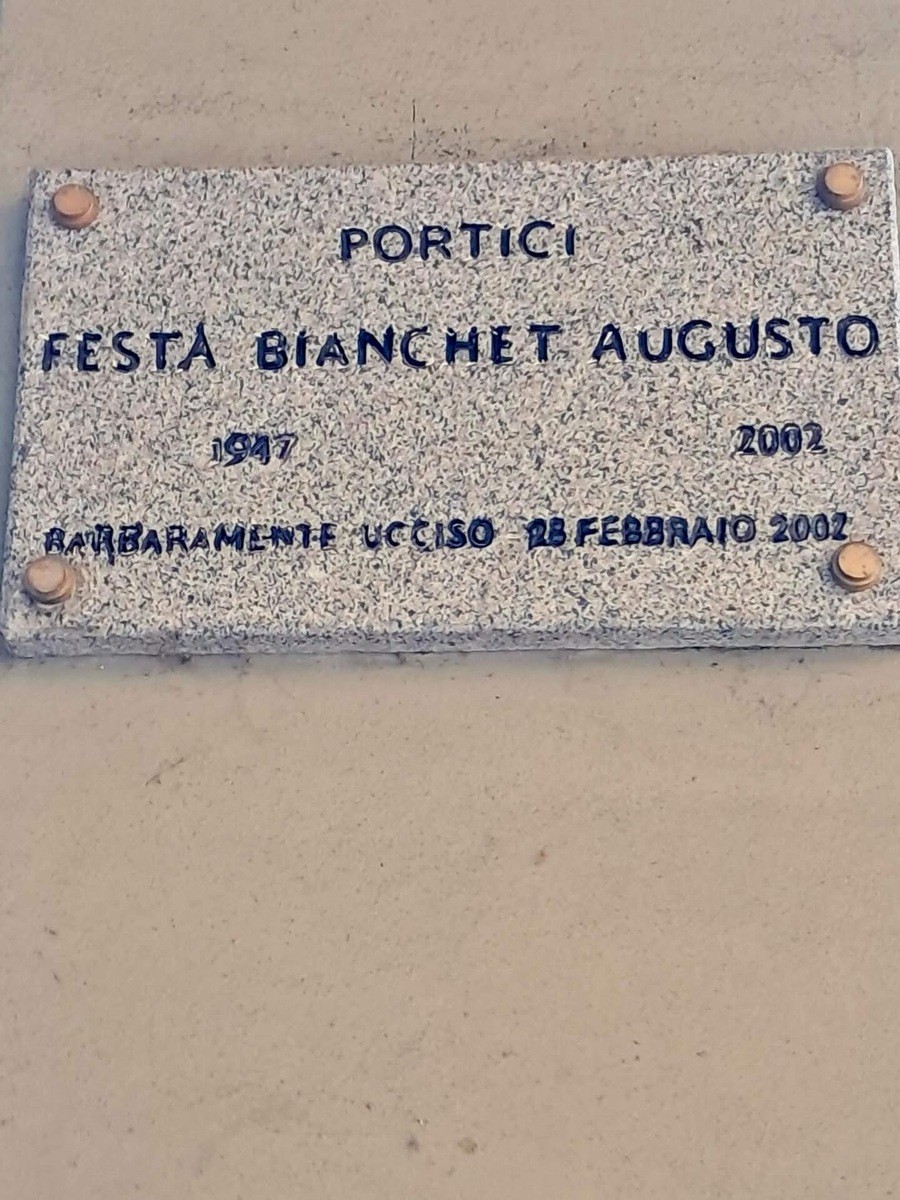 PORTICI
FESTA BIANCHET AUGUSTO
1947 2002
BARBARAMENTE UCCISO 28 FEBBRAIO 2002